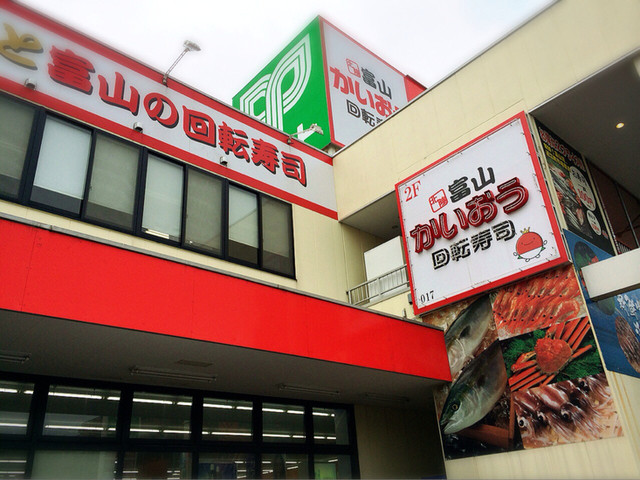 と富山の回転寿司
富山
かいおう
回転寿
2F
富山
かいおう
回転寿司
017